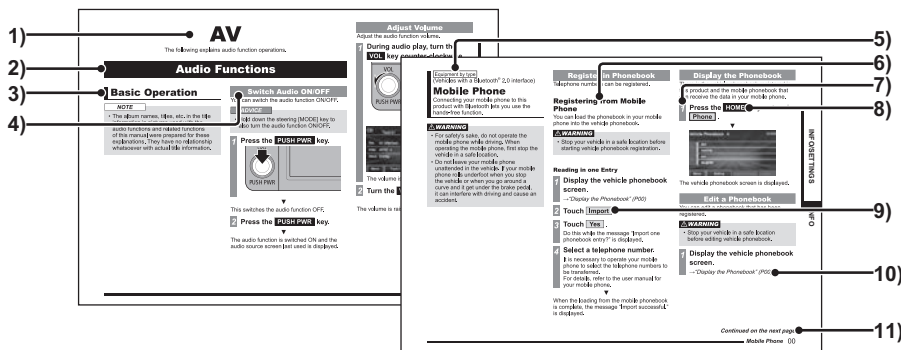 1)
AV
The following explains audio function operations.
2)
Audio Functions
3)
Basic Operation
NOTE
• The album names, titles, etc. in the title
audio functions and related functions
of this manual were prepared for these
explanations. They have no relationship
whatsoever with actual title information.
4)
Switch Audio ON/OFF
You can switch the audio function ON/OFF.
ADVICE
• Hold down the steering [MODE] key to
also turn the audio function ON/OFF.
1 Press the PUSH PWR key.
PUSH PWR
▼
This switches the audio function OFF.
2 Press the PUSH PWR key.
▼
The audio function is switched ON and the
audio source screen last used is displayed.
Adjust Volume
Adjust the audio function volume.
1 During audio play, turn the
VOL key counter-clockwise
VOL
PUSH PWR
The volume is
2 Turn the
The volume is
5)
Equipment by type
(Vehicles with a Bluetooth® 2.0 interface)
Mobile Phone
Connecting your mobile phone to this
product with Bluetooth lets you use the
hands-free function.
WARNING
• For safety's sake, do not operate the
mobile phone while driving. When
operating the mobile phone, first stop the
vehicle in a safe location.
• Do not leave your mobile phone
unattended in the vehicle. If your mobile
phone rolls underfoot when you stop
the vehicle or when you go around a
curve and it get under the brake pedal,
it can interfere with driving and cause an
accident.
6)
Register in Phonebook
Telephone numbers can be registered.
Registering from Mobile
Phone
You can load the phonebook in your mobile
phone into the vehicle phonebook.
WARNING
• Stop your vehicle in a safe location before
starting vehicle phonebook registration.
Reading in one Entry
1 Display the vehicle phonebook
screen.
→"Display the Phonebook" (P00)
2 Touch Import
3 Touch Yes .
Do this while the message "Import one
phonebook entry?" is displayed.
4 Select a telephone number.
It is necessary to operate your mobile
phone to select the telephone numbers to
be transferred.
For details, refer to the user manual for
your mobile phone.
▼
When the loading from the mobile phonebook
is complete, the message "Import successful."
is displayed.
7)
Display the Phonebook
a product and the mobile phonebook that
receive the data in your mobile phone.
8)
1 Press the HOME
Phone .
▼
The vehicle phonebook screen is displayed.
Edit a Phonebook
You can edit a phonebook that has been
registered.
WARNING
• Stop your vehicle in a safe location
before editing vehicle phonebook.
1 Display the vehicle phonebook
screen.
→"Display the Phonebook" (P00)
9)
10)
INFO/SETTINGS
INFO
Continued on the next page
11)
Mobile Phone 00